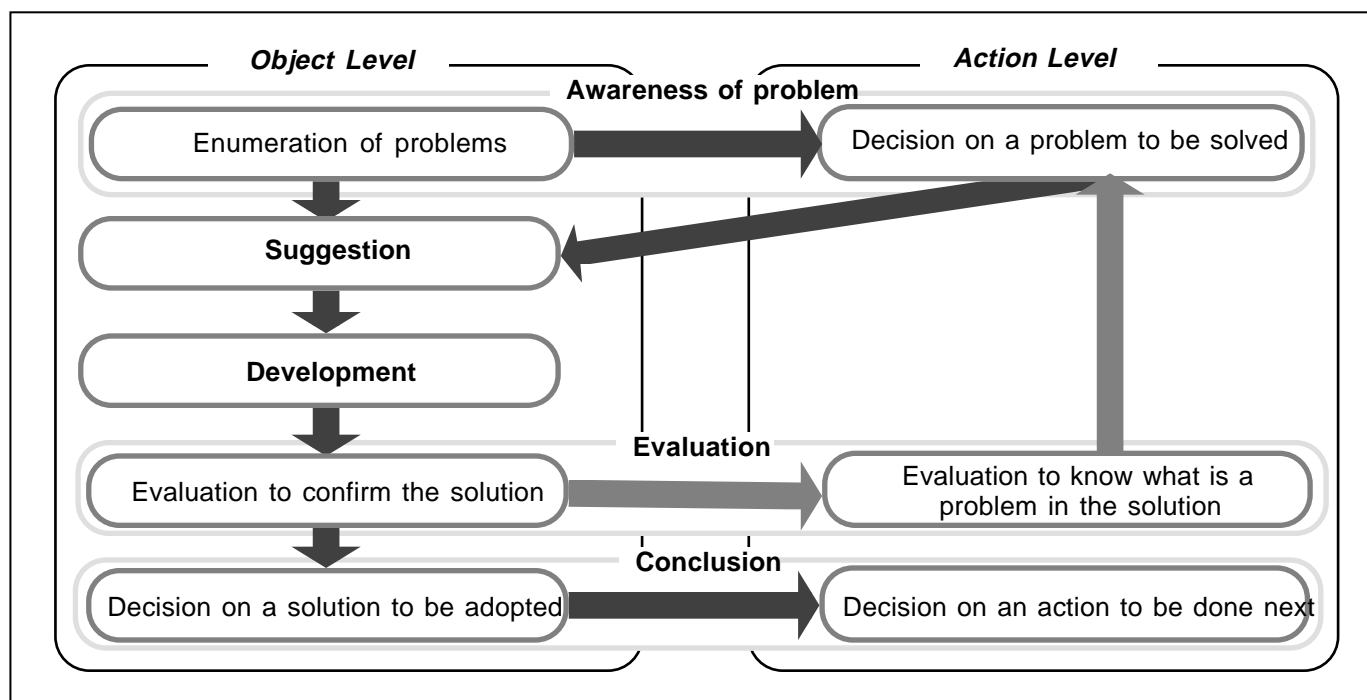 Object Level
Action Level
Awareness of problem
Enumeration of problems
Decision on a problem to be solved
Suggestion
Development
Evaluation
Evaluation to confirm the solution
Evaluation to know what is a
problem in the solution
Conclusion
Decision on a solution to be adopted
Decision on an action to be done next